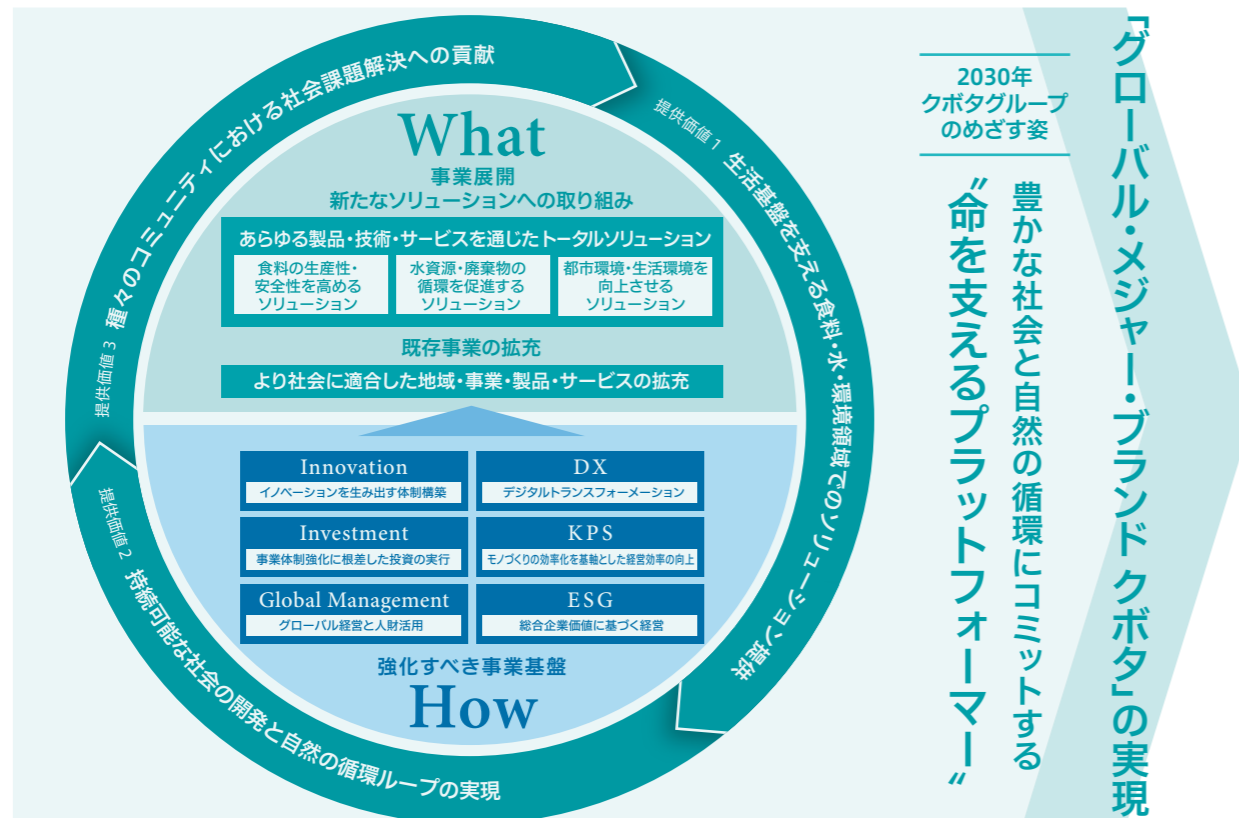 What
事業展開
新たなソリューションへの取り組み
あらゆる製品・技術・サービスを通じたトータルソリューション
食料の生産性・
安全性を高める
ソリューション
水資源・廃棄物の
循環を促進する
ソリューション
都市環境・生活環境を
向上させる
ソリューション
既存事業の拡充
より社会に適合した地域・事業・製品・サービスの拡充
Innovation
イノベーションを生み出す体制構築
DX
デジタルトランスフォーメーション
Investment
事業体制強化に根差した投資の実行
KPS
モノづくりの効率化を基軸とした経営効率の向上
Global Management
グローバル経営と人財活用
ESG
総合企業価値に基づく経営
強化すべき事業基盤
How
提供価値1 生活基盤を支える食料・水・環境領域でのソリューション提供
提供価値2 持続可能な社会の開発と自然の循環ループの実現
提供価値3 種々のコミュニティにおける社会課題解決への貢献
2030年
クボタグループ
のめざす姿
豊かな社会と自然の循環にコミットする
“命を支えるプラットフォーマー”
「グローバル・メジャー・ブランド クボタ」の実現